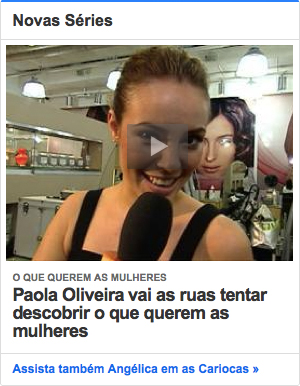 Novas Séries
O QUE QUEREM AS MULHERES
Paola Oliveira vai as ruas tentar
descobrir o que querem as
mulheres
Assista também Angélica em as Cariocas »